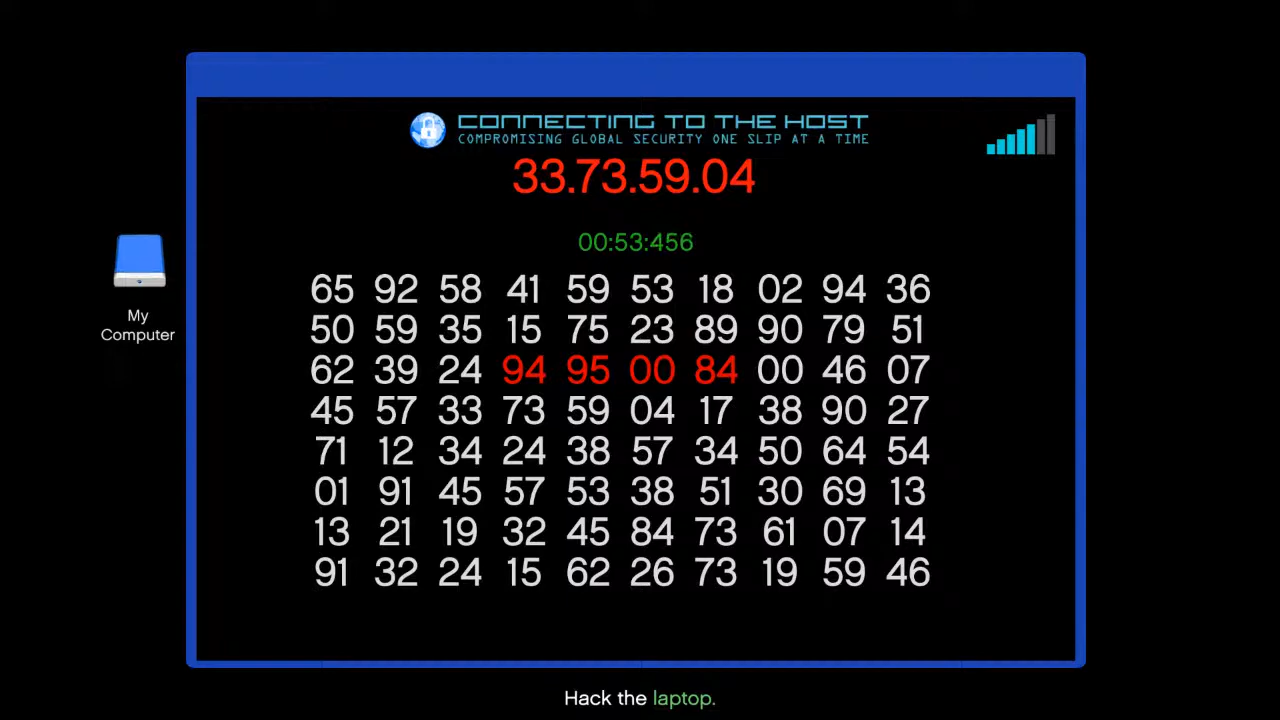 CONNECTING TO THE HOST
COMPROMISING GLOBAL SECURITY ONE SLIP AT A TIME
33.73.59.04
00:53:456
65 92 58 41 59 53 18 02 94 36
50 59 35 15 75 23 89 90 79 51
62 39 24 94 95 00 84 00 46 07
45 57 33 73 59 04 17 38 90 27
71 12 34 24 38 57 34 50 64 54
01 91 45 57 53 38 51 30 69 13
13 21 19 32 45 84 73 61 07 14
91 32 24 15 62 26 73 19 59 46
My
Computer
Hack the laptop.